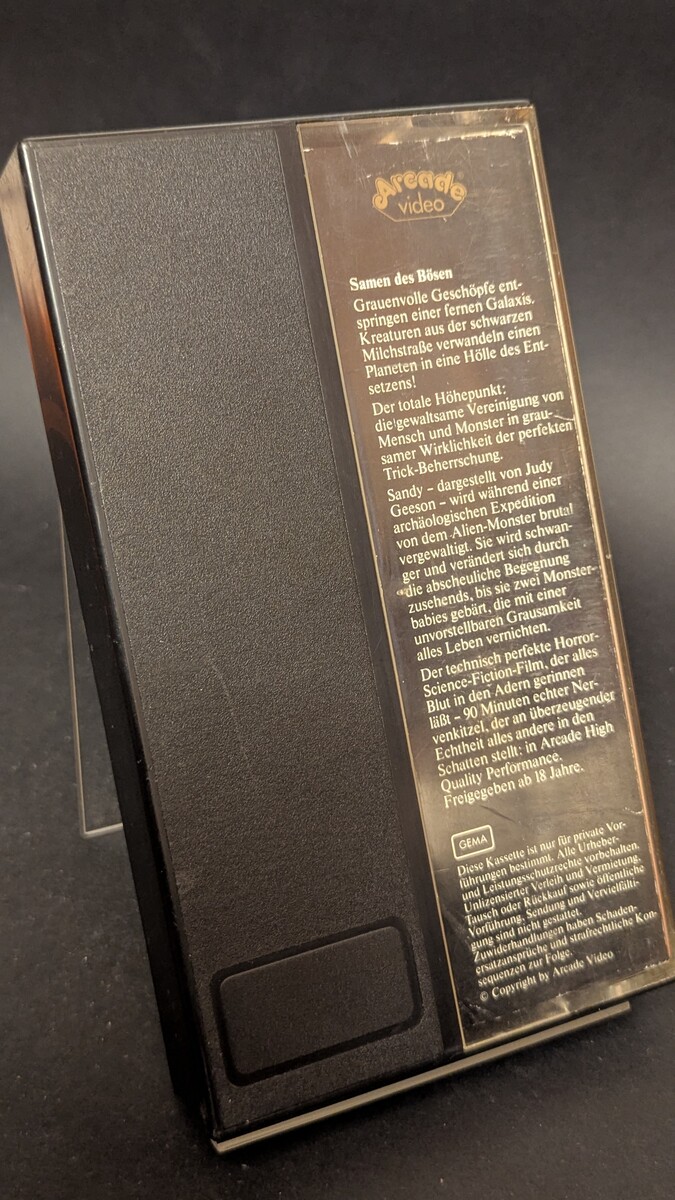 Arcade
video
Samen des Bösen
Grauenvolle Geschöpfe ent-
springen einer fernen Galaxis.
Kreaturen aus der schwarzen
Milchstraße verwandeln einen
Planeten in eine Hölle des Ent-
setzens!
Der totale Höhepunkt:
die gewaltsame Vereinigung von
Mensch und Monster in grau-
samer Wirklichkeit der perfekten
Trick-Beherrschung.
Sandy – dargestellt von Judy
Geeson – wird während einer
archäologischen Expedition
von dem Alien-Monster brutal
vergewaltigt. Sie wird schwan-
ger und verändert sich durch
die abscheuliche Begegnung
zusehends, bis sie zwei Monster-
babies gebärt, die mit einer
unvorstellbaren Grausamkeit
alles Leben vernichten.
Der technisch perfekte Horror-
Science-Fiction-Film, der alles
Blut in den Adern gerinnen
läßt – 90 Minuten echter Ner-
venkitzel, der an überzeugender
Echtheit alles andere in den
Schatten stellt: in Arcade High
Quality Performance.
Freigegeben ab 18 Jahre.
GEMA
Diese Kassette ist nur für private Vor-
führungen bestimmt. Alle Urheber-
und Leistungsschutzrechte vorbehalten.
Unlizensierter Verleih und Vermietung,
Tausch oder Rückkauf sowie öffentliche
Vorführung, Sendung und Vervielfälti-
gung sind nicht gestattet.
Zuwiderhandlungen haben Schaden-
ersatzansprüche und strafrechtliche Kon-
sequenzen zur Folge.
© Copyright by Arcade Video